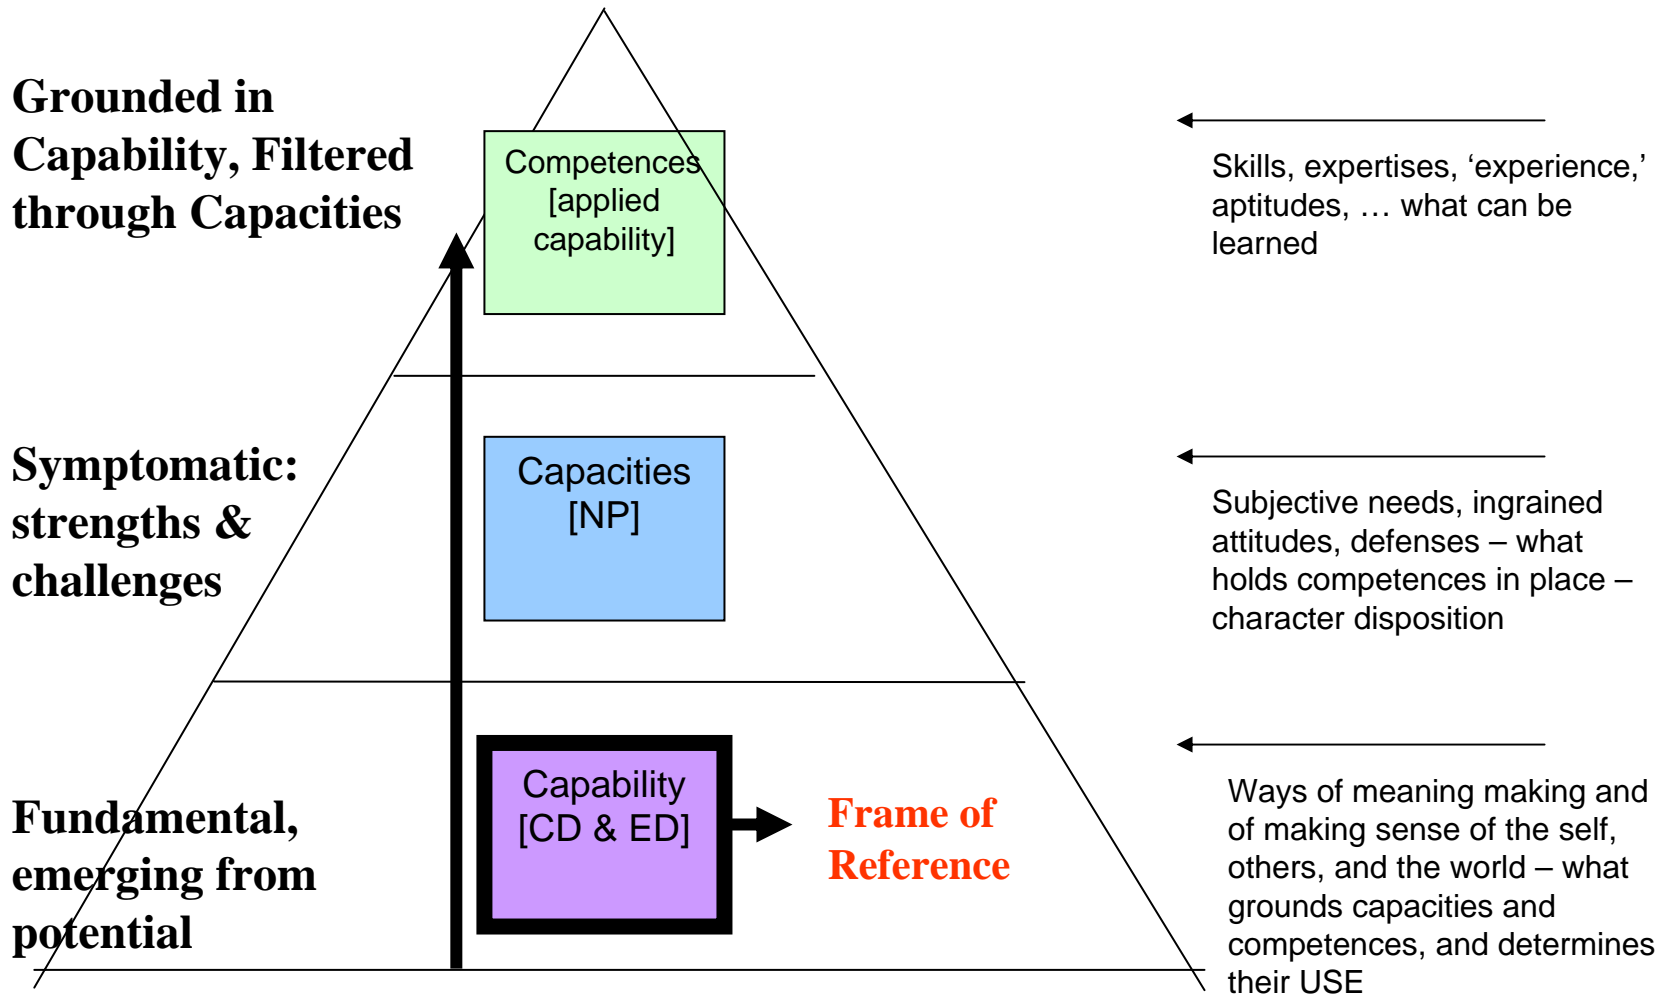 Grounded in
Capability, Filtered
through Capacities
Competences
[applied
capability]
Skills, expertises, ‘experience,’
aptitudes, … what can be
learned
Symptomatic:
strengths &
challenges
Capacities
[NP]
Subjective needs, ingrained
attitudes, defenses – what
holds competences in place –
character disposition
Fundamental,
emerging from
potential
Capability
[CD & ED]
Frame of
Reference
Ways of meaning making and
of making sense of the self,
others, and the world – what
grounds capacities and
competences, and determines
their USE